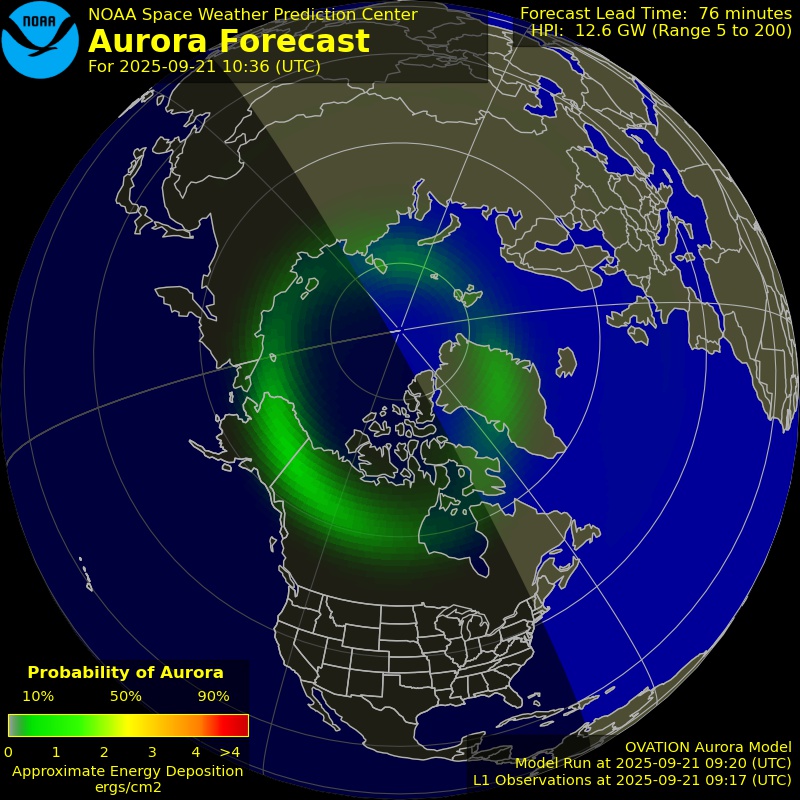 NOAA
NOAA Space Weather Prediction Center
Aurora Forecast
For 2025-09-21 10:36 (UTC)
Forecast Lead Time:  76 minutes
HPI:  12.6 GW (Range 5 to 200)
Probability of Aurora
10% 50% 90%
0 1 2 3 4 >4
Approximate Energy Deposition
ergs/cm2
OVATION Aurora Model
Model Run at 2025-09-21 09:20 (UTC)
L1 Observations at 2025-09-21 09:17 (UTC)